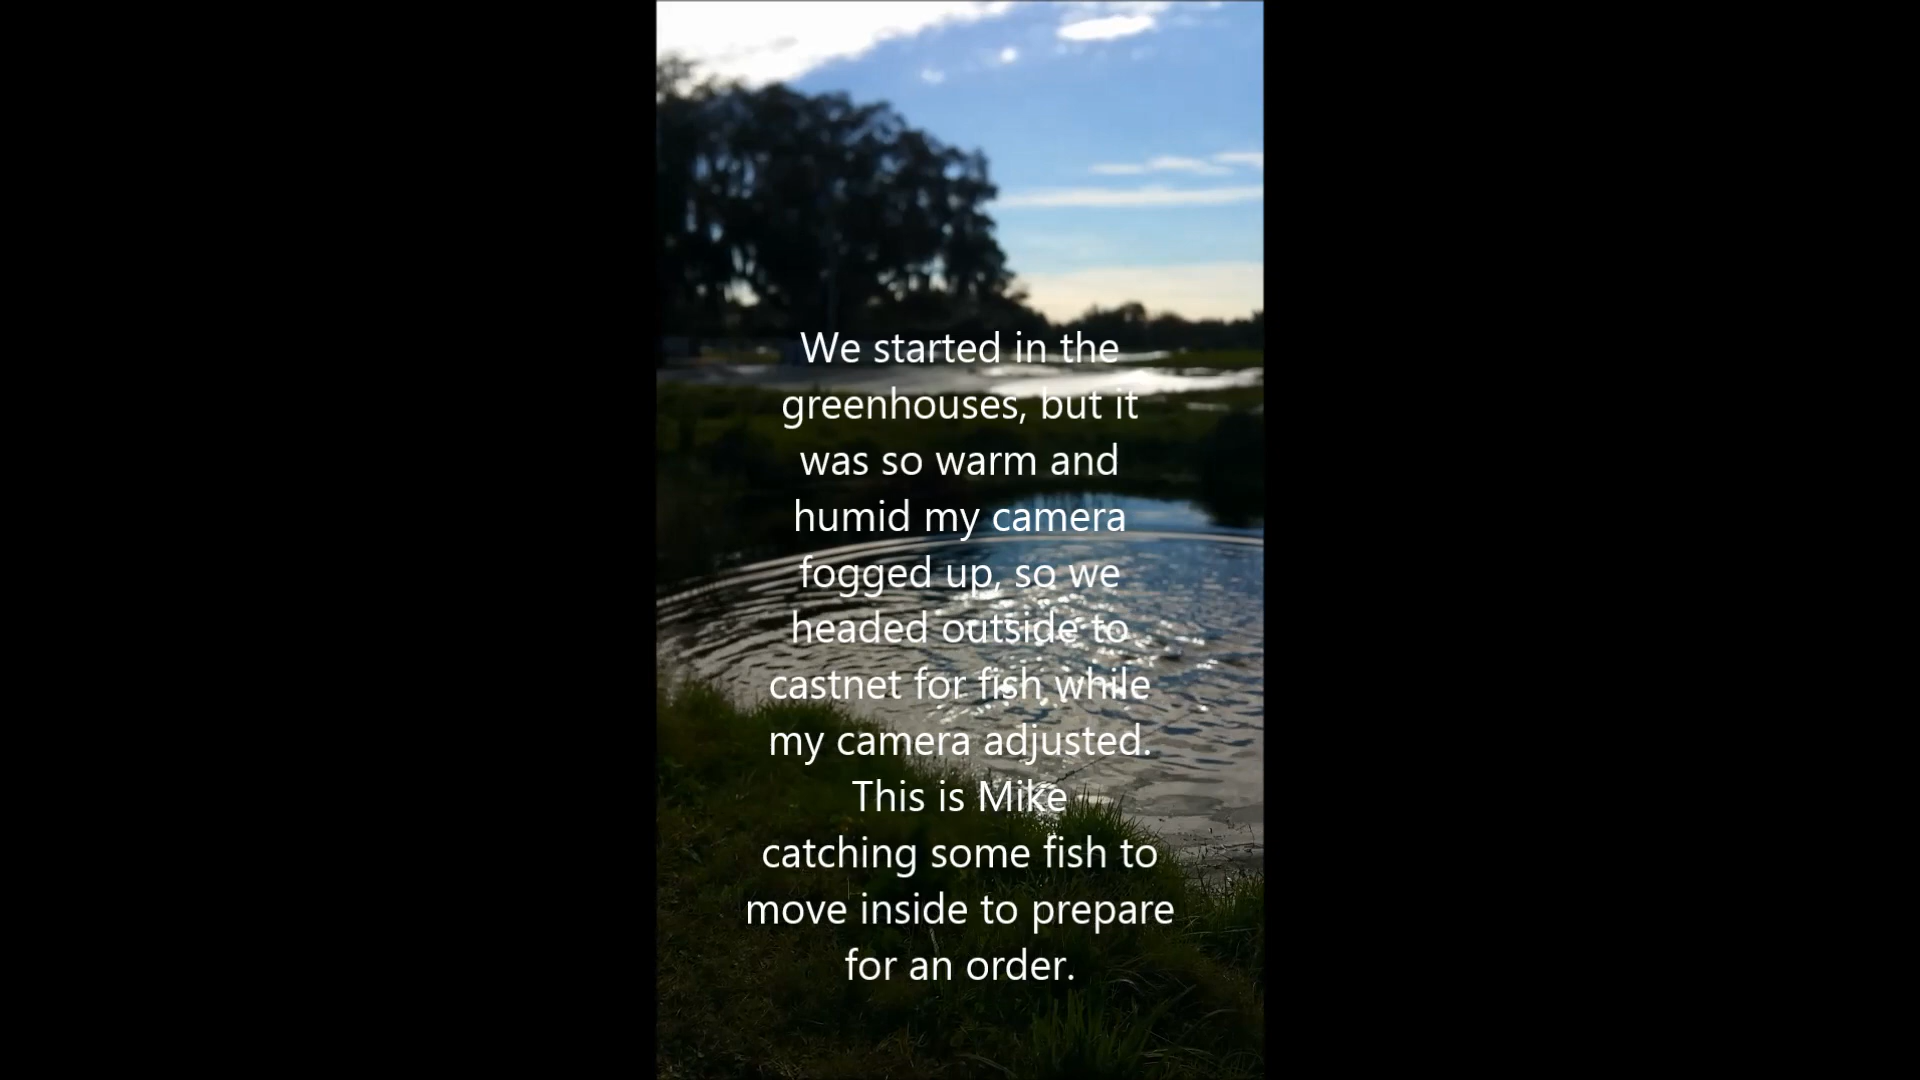 We started in the
greenhouses, but it
was so warm and
humid my camera
fogged up, so we
headed outside to
castnet for fish while
my camera adjusted.
This is Mike
catching some fish to
move inside to prepare
for an order.